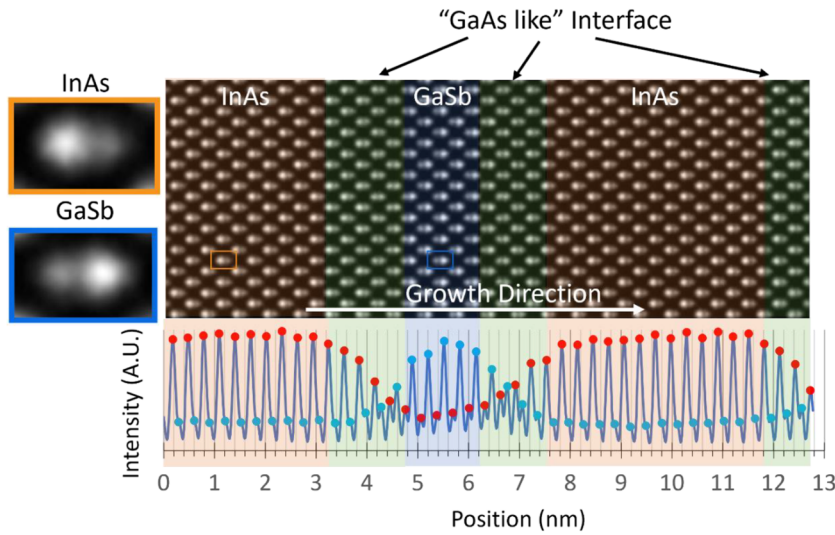 “GaAs like” Interface
InAs
InAs
GaSb
InAs
GaSb
Growth Direction
Intensity (A.U.)
0 1 2 3 4 5 6 7 8 9 10 11 12 13
Position (nm)